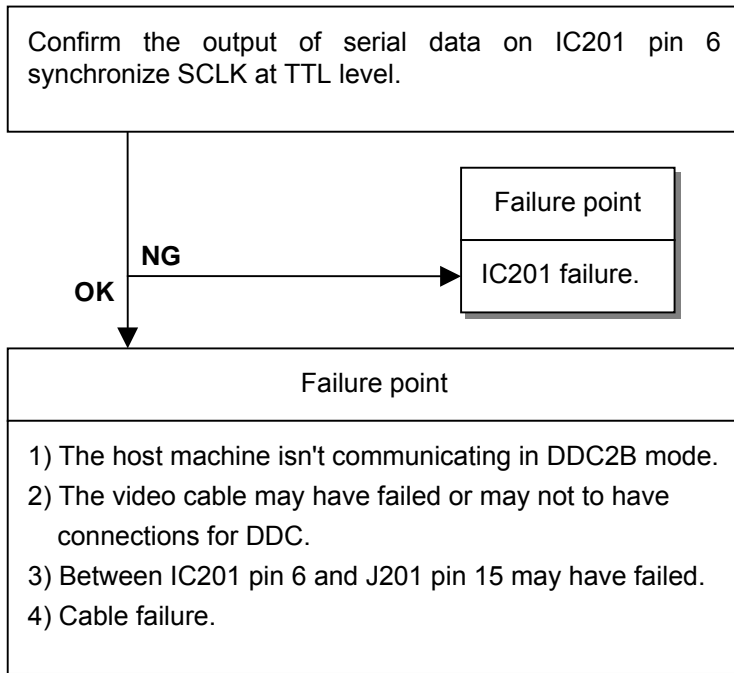 Confirm the output of serial data on IC201 pin 6
synchronize SCLK at TTL level.
Failure point
NG
IC201 failure.
OK
Failure point
1) The host machine isn't communicating in DDC2B mode.
2) The video cable may have failed or may not to have
connections for DDC.
3) Between IC201 pin 6 and J201 pin 15 may have failed.
4) Cable failure.